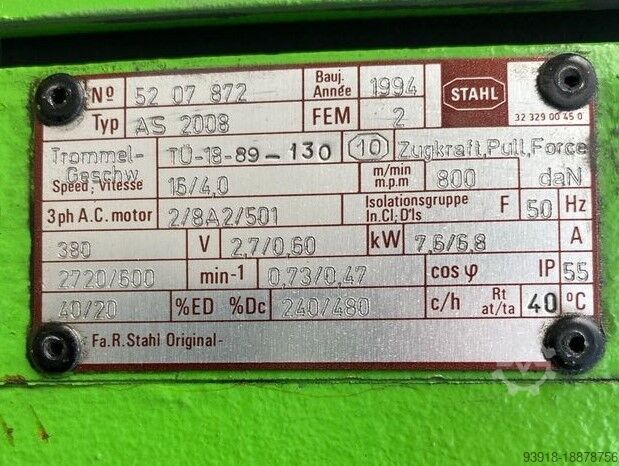 Nº 52 07 872 Bauj. Année 1994 STAHL
Typ AS 2008 FEM 2 32 329 00 45 0
Trommel-Geschw. TÜ-18-89-130 10 Zugkraft, Pull, Force
Speed; Vitesse 16/4,0 m/min m.p.m 800 daN
3ph A.C. motor 2/8A2/501 Isolationsgruppe In.Cl; D'Is F 50 Hz
380 V 2,7/0,60 kW 7,6/6,8 A
2720/600 min-1 0,73/0,47 cos φ IP 55
40/20 %ED %Dc 240/480 c/h Rt at/ta 40 °C
Fa.R.Stahl Original-
93918-18878756